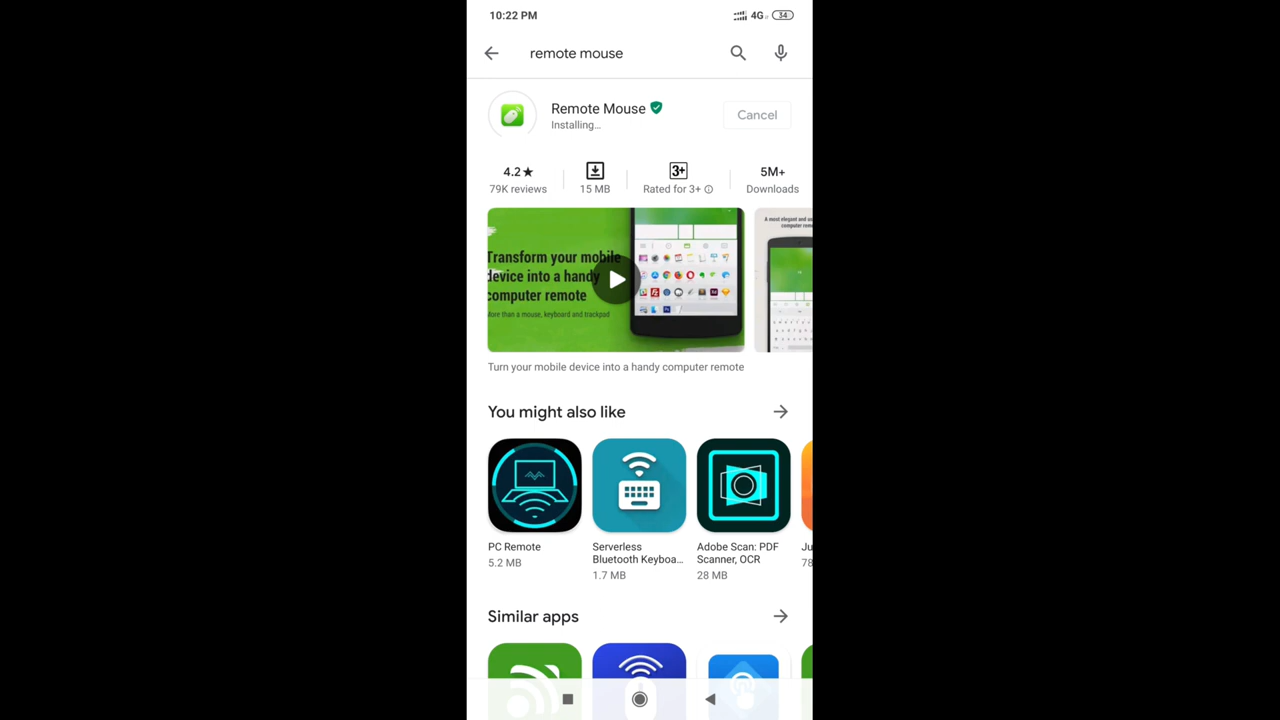 10:22 PM
4G
34
remote mouse
Remote Mouse
Installing...
Cancel
4.2★
79K reviews
15 MB
3+
Rated for 3+
5M+
Downloads
Transform your mobile
device into a handy
computer remote
More than a mouse, keyboard and trackpad
A most elegant and
computer remo
Turn your mobile device into a handy computer remote
You might also like
PC Remote
5.2 MB
Serverless
Bluetooth Keyboa...
1.7 MB
Adobe Scan: PDF
Scanner, OCR
28 MB
Ju
78
Similar apps